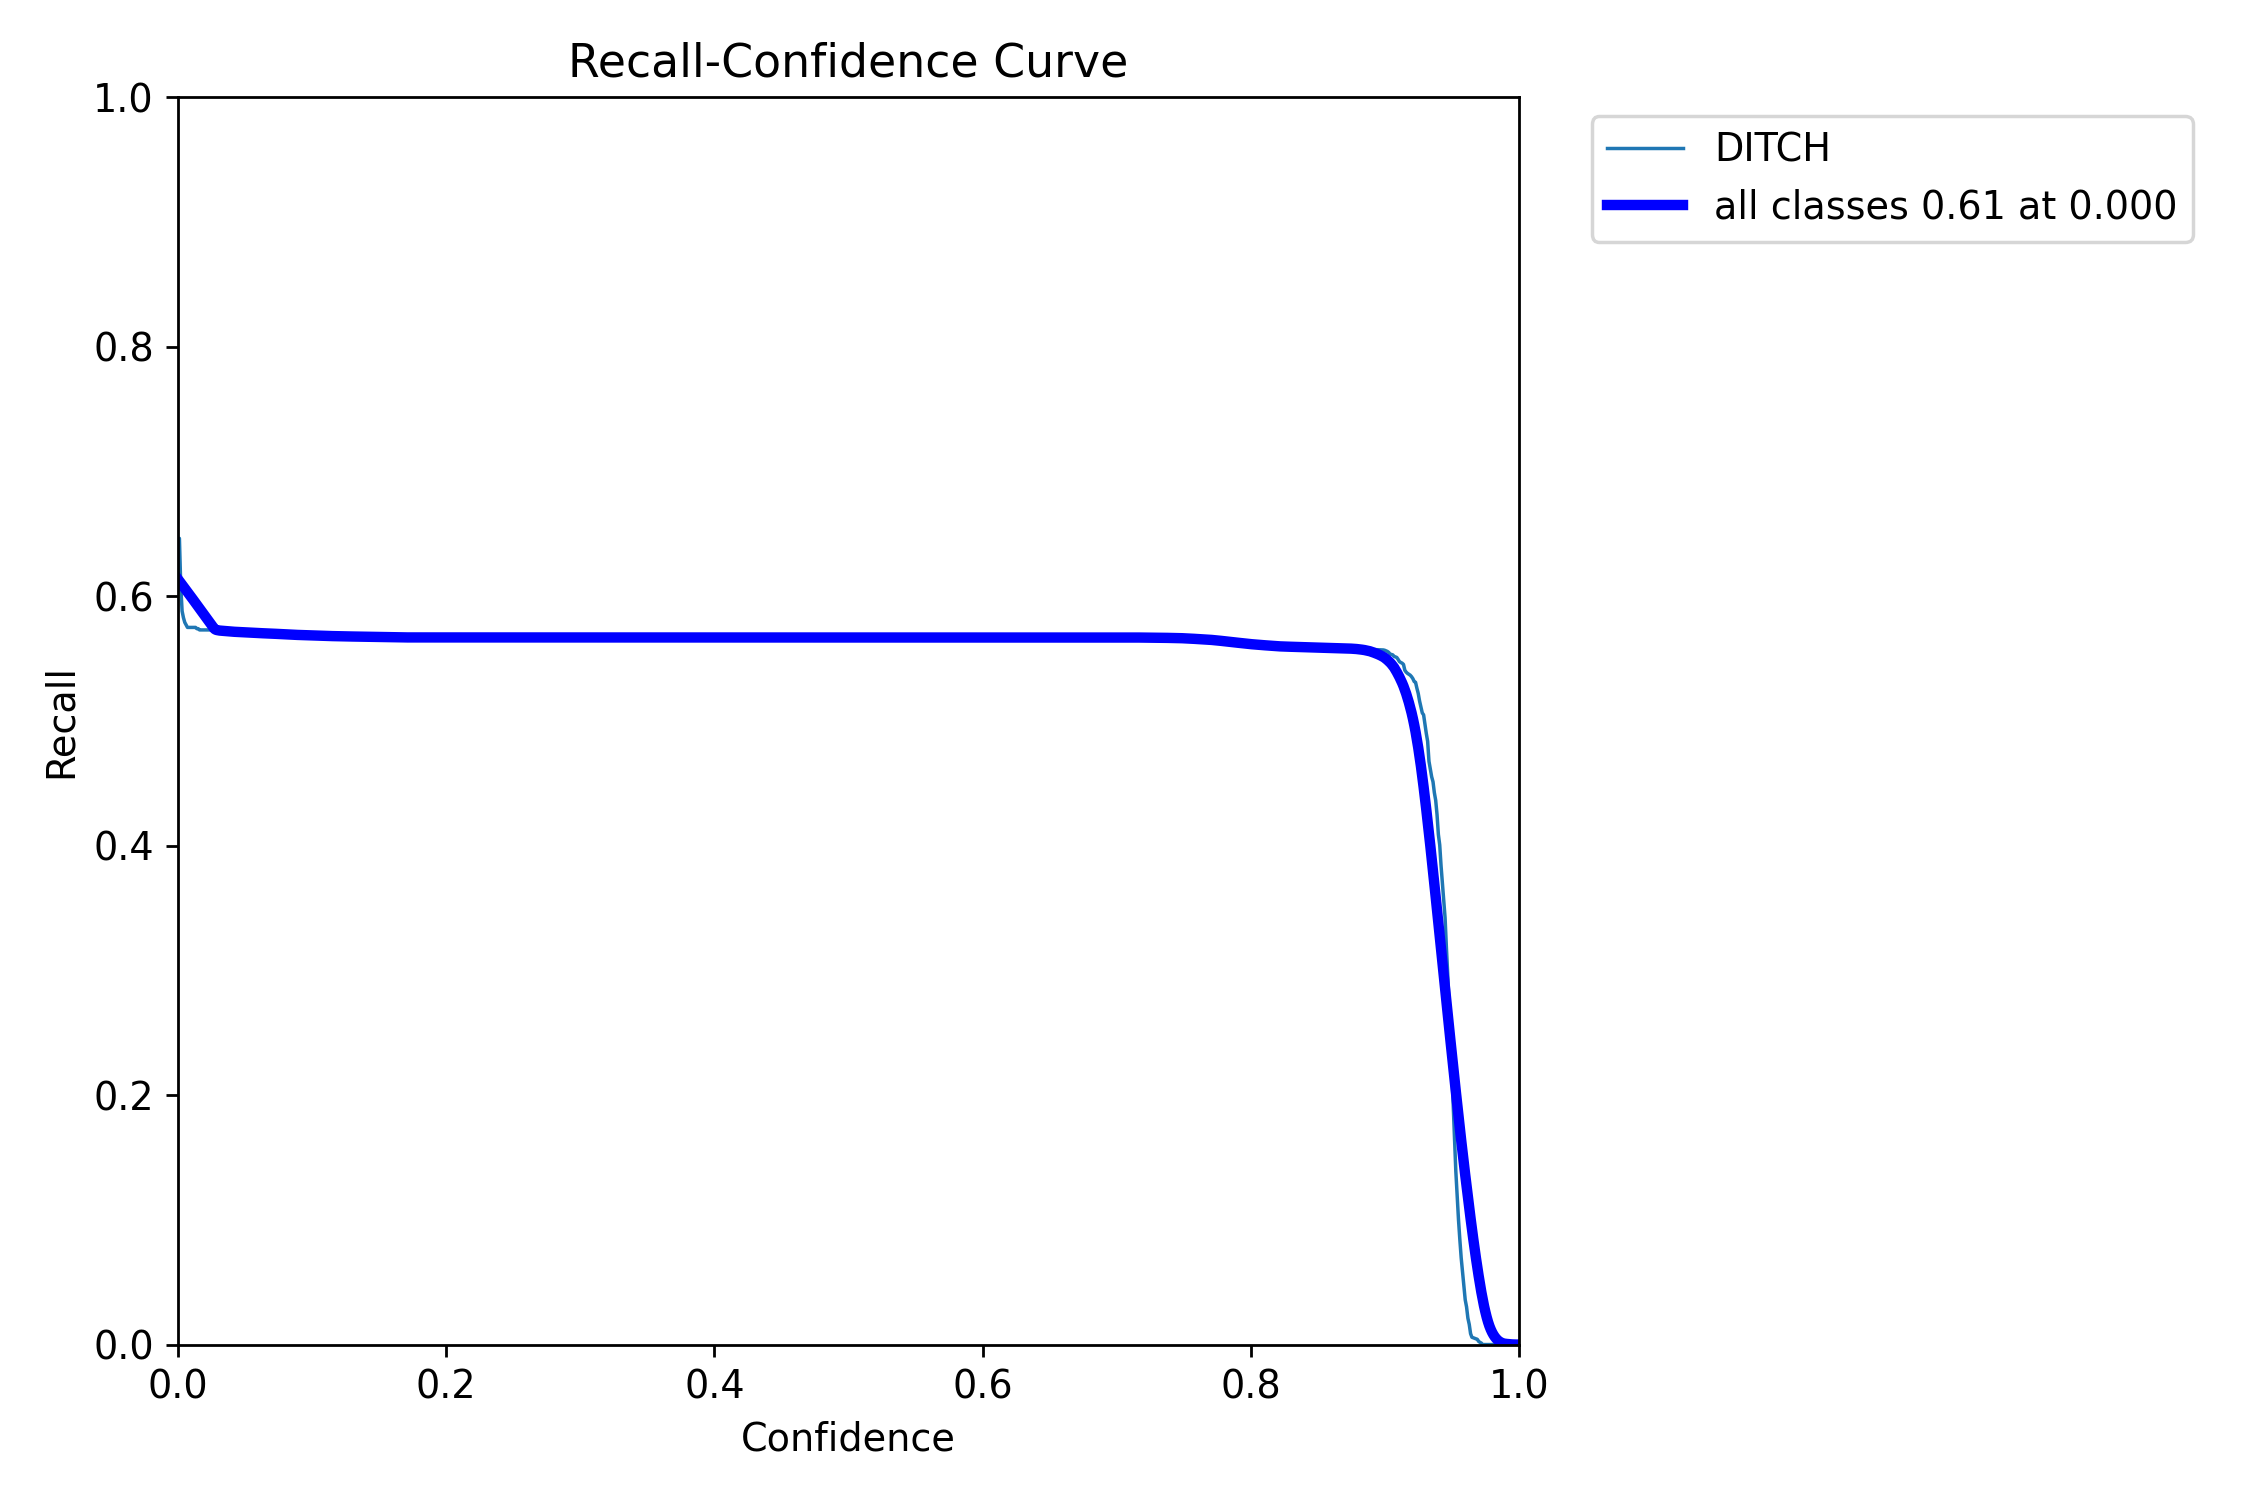 Recall-Confidence Curve
1.0
0.8
0.6
0.4
0.2
0.0
Recall
0.0 0.2 0.4 0.6 0.8 1.0
Confidence
DITCH
all classes 0.61 at 0.000